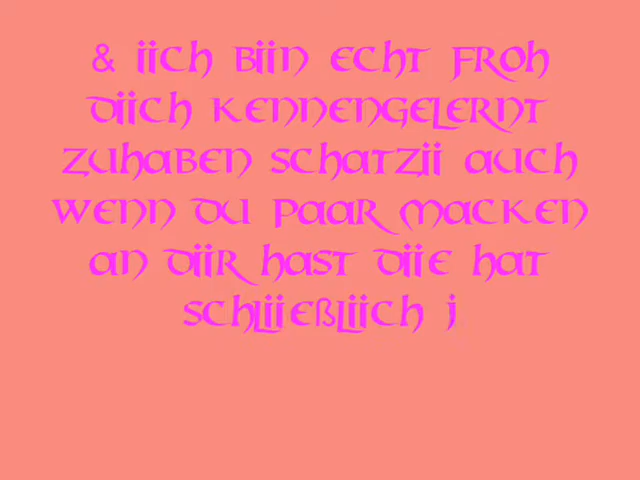 & iich biin echt froh
diich kennengelernt
zuhaben schatzii auch
wenn du paar macken
an diir hast diie hat
schliießliich j